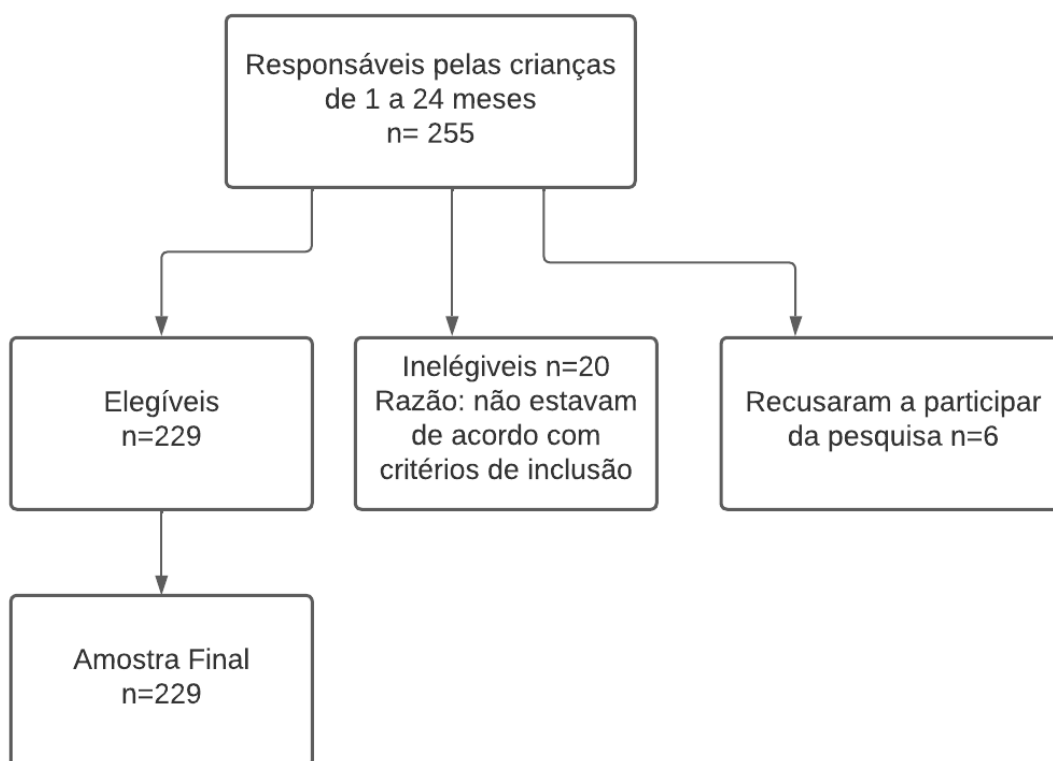 Responsáveis pelas crianças
de 1 a 24 meses
n= 255
Elegíveis
n=229
Inelégiveis n=20
Razão: não estavam
de acordo com
critérios de inclusão
Recusaram a participar
da pesquisa n=6
Amostra Final
n=229